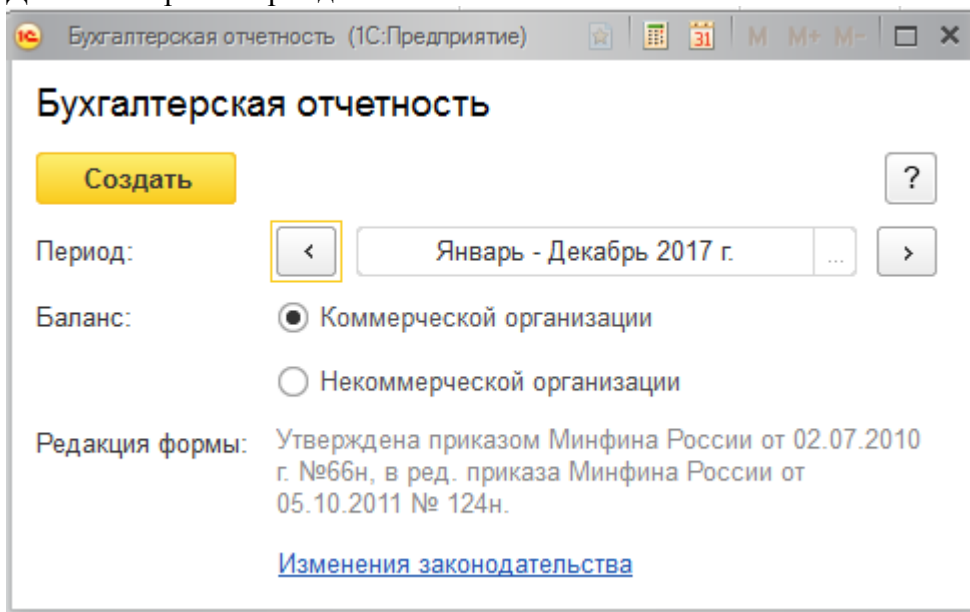 Бухгалтерская отчетность (1С:Предприятие) 31 M M+ M-
Бухгалтерская отчетность
Создать ?
Период: < Январь - Декабрь 2017 г. ... >
Баланс: Коммерческой организации
Некоммерческой организации
Редакция формы: Утверждена приказом Минфина России от 02.07.2010
г. №66н, в ред. приказа Минфина России от
05.10.2011 № 124н.
Изменения законодательства